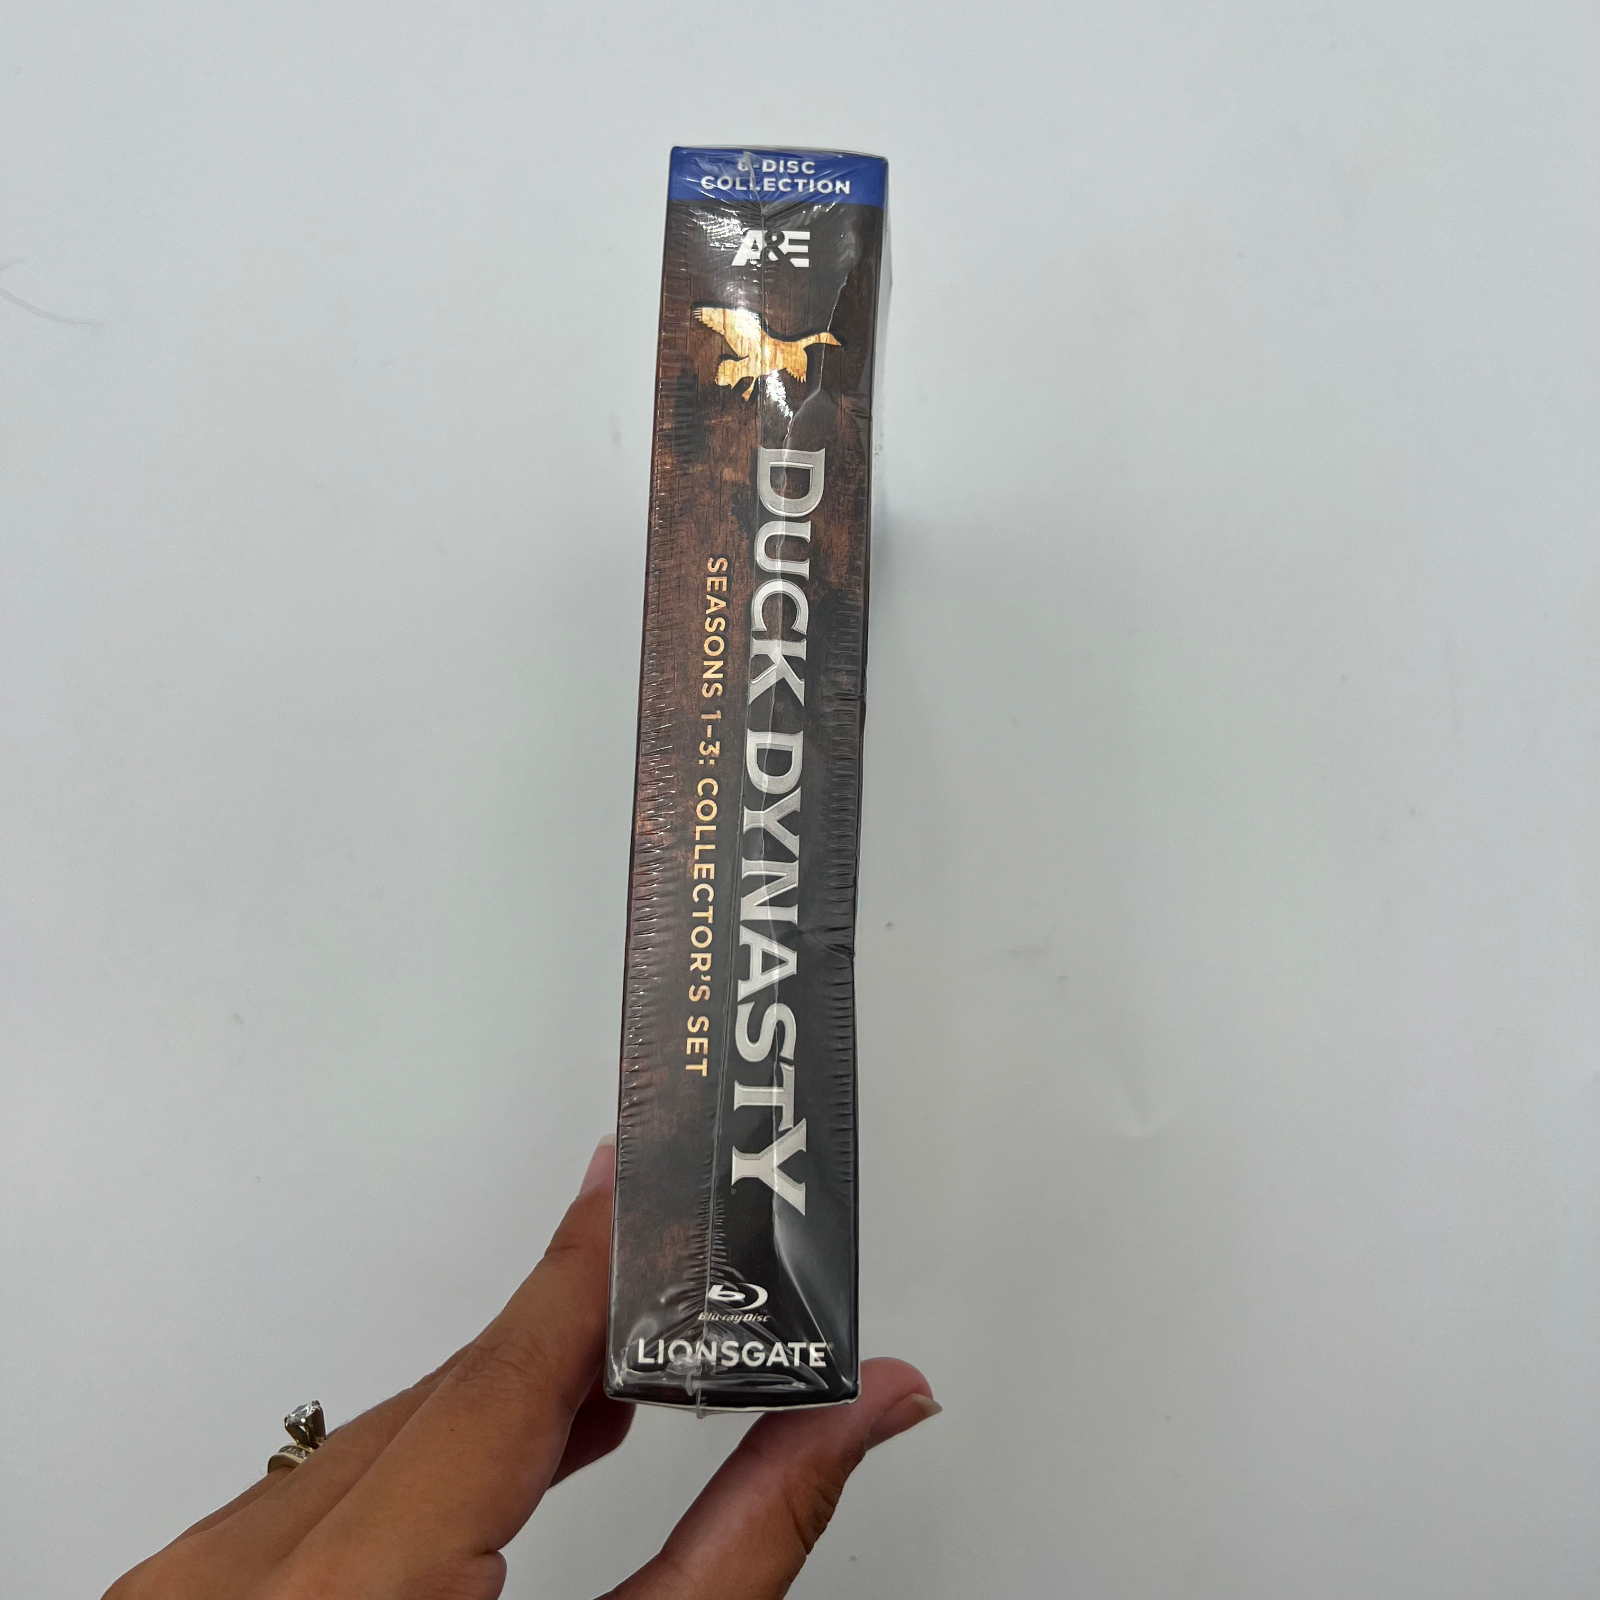 6-DISC
COLLECTION
A&E
DUCK DYNASTY
SEASONS 1-3: COLLECTOR'S SET
Blu-ray Disc
LIONSGATE